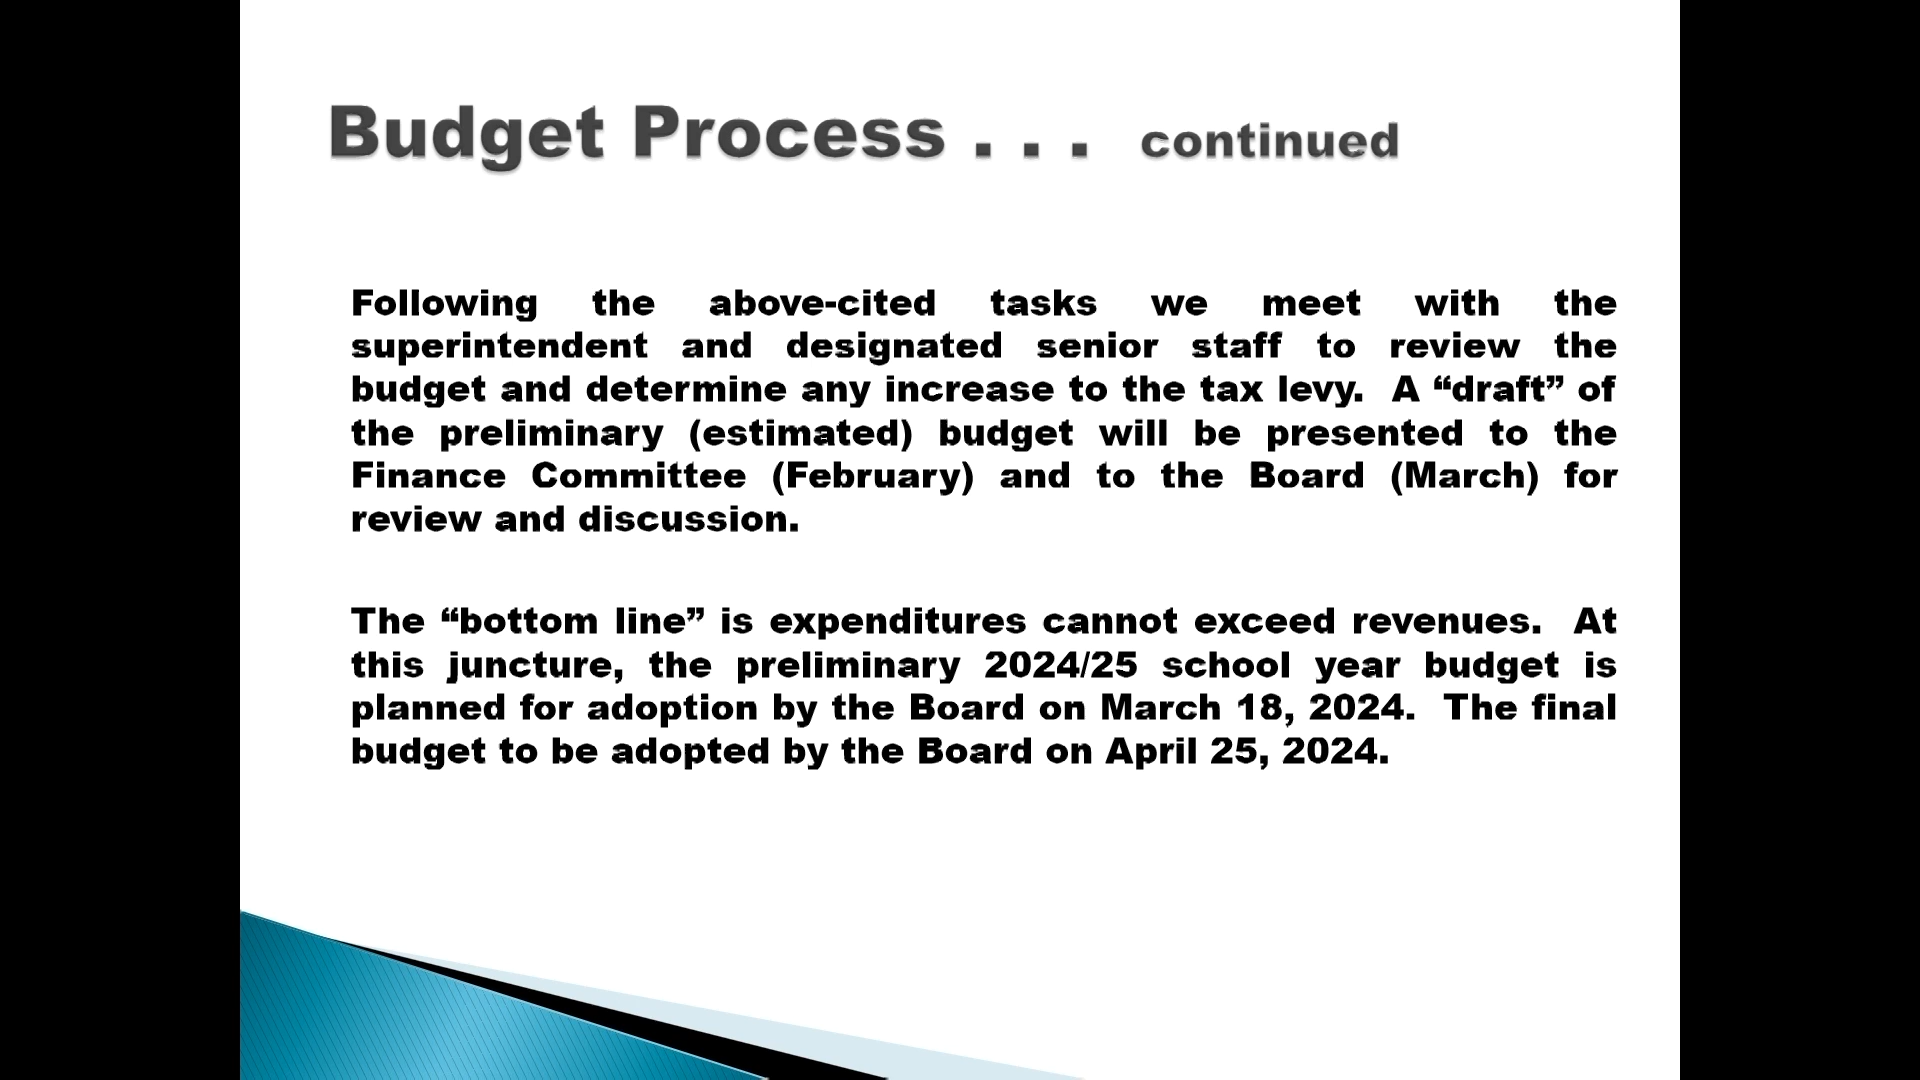 Budget Process . . . continued
Following the above-cited tasks we meet with the
superintendent and designated senior staff to review the
budget and determine any increase to the tax levy. A “draft” of
the preliminary (estimated) budget will be presented to the
Finance Committee (February) and to the Board (March) for
review and discussion.
The “bottom line” is expenditures cannot exceed revenues. At
this juncture, the preliminary 2024/25 school year budget is
planned for adoption by the Board on March 18, 2024. The final
budget to be adopted by the Board on April 25, 2024.